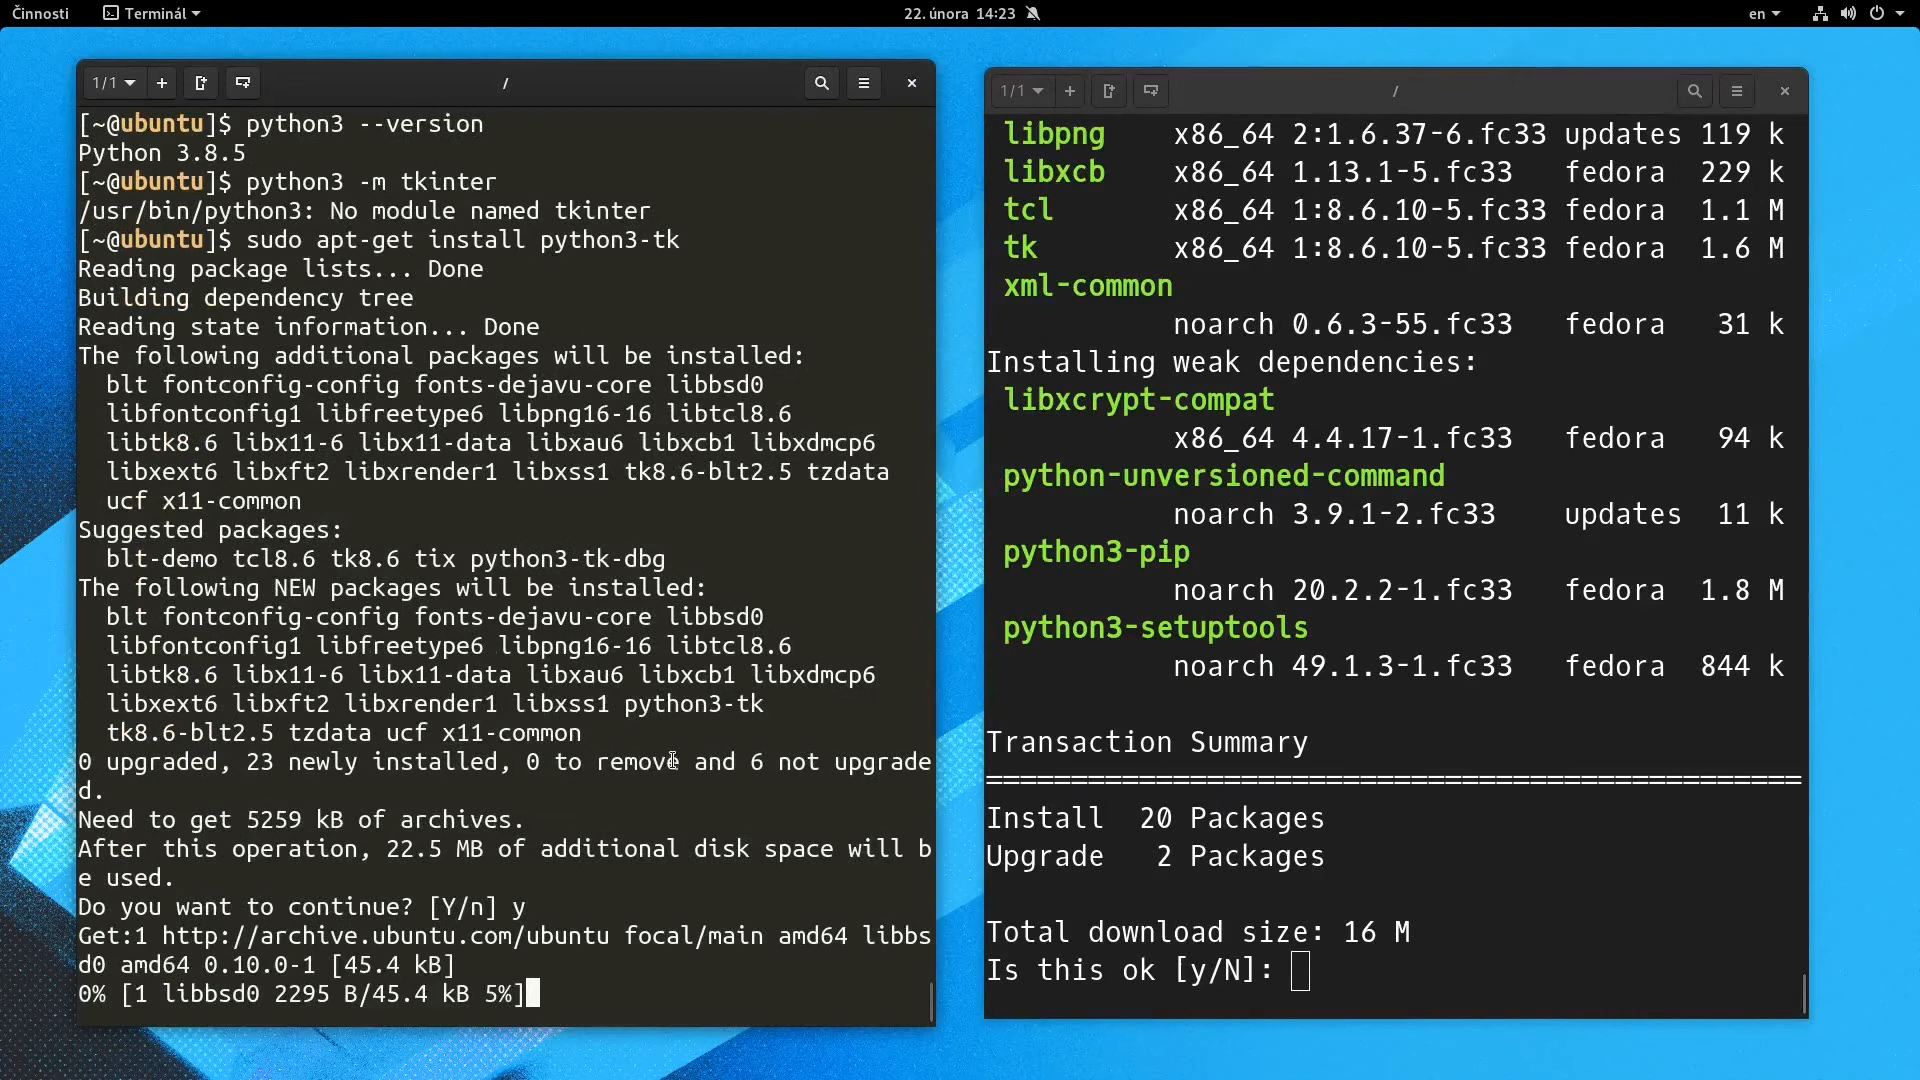 Činnosti Terminál 22. února 14:23 en
1/1 /
[~@ubuntu]$ python3 --version
Python 3.8.5
[~@ubuntu]$ python3 -m tkinter
/usr/bin/python3: No module named tkinter
[~@ubuntu]$ sudo apt-get install python3-tk
Reading package lists... Done
Building dependency tree
Reading state information... Done
The following additional packages will be installed:
  blt fontconfig-config fonts-dejavu-core libbsd0
  libfontconfig1 libfreetype6 libpng16-16 libtcl8.6
  libtk8.6 libx11-6 libx11-data libxau6 libxcb1 libxdmcp6
  libxext6 libxft2 libxrender1 libxss1 tk8.6-blt2.5 tzdata
  ucf x11-common
Suggested packages:
  blt-demo tcl8.6 tk8.6 tix python3-tk-dbg
The following NEW packages will be installed:
  blt fontconfig-config fonts-dejavu-core libbsd0
  libfontconfig1 libfreetype6 libpng16-16 libtcl8.6
  libtk8.6 libx11-6 libx11-data libxau6 libxcb1 libxdmcp6
  libxext6 libxft2 libxrender1 libxss1 python3-tk
  tk8.6-blt2.5 tzdata ucf x11-common
0 upgraded, 23 newly installed, 0 to remove and 6 not upgrade
d.
Need to get 5259 kB of archives.
After this operation, 22.5 MB of additional disk space will b
e used.
Do you want to continue? [Y/n] y
Get:1 http://archive.ubuntu.com/ubuntu focal/main amd64 libbs
d0 amd64 0.10.0-1 [45.4 kB]
0% [1 libbsd0 2295 B/45.4 kB 5%]
1/1 /
libpng x86_64 2:1.6.37-6.fc33 updates 119 k
libxcb x86_64 1.13.1-5.fc33 fedora 229 k
tcl x86_64 1:8.6.10-5.fc33 fedora 1.1 M
tk x86_64 1:8.6.10-5.fc33 fedora 1.6 M
xml-common
noarch 0.6.3-55.fc33 fedora 31 k
Installing weak dependencies:
libxcrypt-compat
x86_64 4.4.17-1.fc33 fedora 94 k
python-unversioned-command
noarch 3.9.1-2.fc33 updates 11 k
python3-pip
noarch 20.2.2-1.fc33 fedora 1.8 M
python3-setuptools
noarch 49.1.3-1.fc33 fedora 844 k
Transaction Summary
================================================
Install 20 Packages
Upgrade 2 Packages
Total download size: 16 M
Is this ok [y/N]: